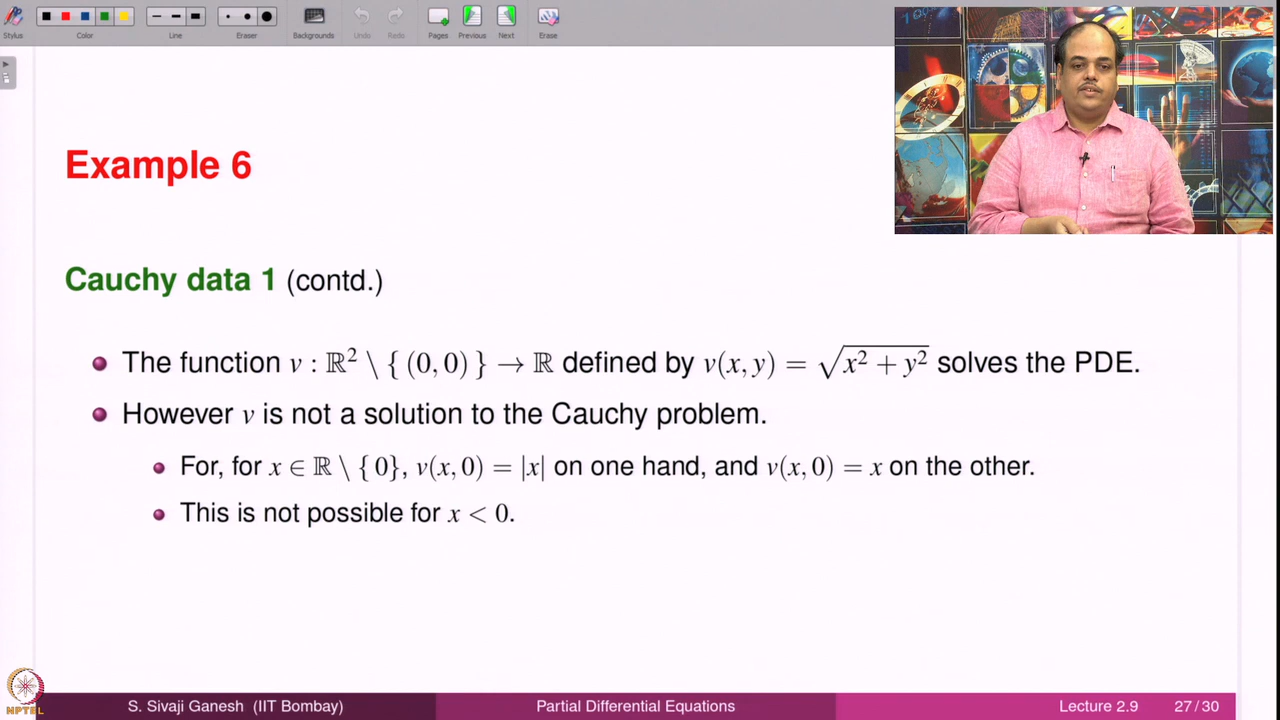 Stylus Color Line Eraser Backgrounds Undo Redo Pages Previous Next Erase
Example 6
Cauchy data 1 (contd.)
The function v : ℝ² \ { (0, 0) } → ℝ defined by v(x, y) = √(x² + y²) solves the PDE.
However v is not a solution to the Cauchy problem.
For, for x ∈ ℝ \ { 0}, v(x, 0) = |x| on one hand, and v(x, 0) = x on the other.
This is not possible for x < 0.
NPTEL
S. Sivaji Ganesh (IIT Bombay) Partial Differential Equations Lecture 2.9 27 / 30